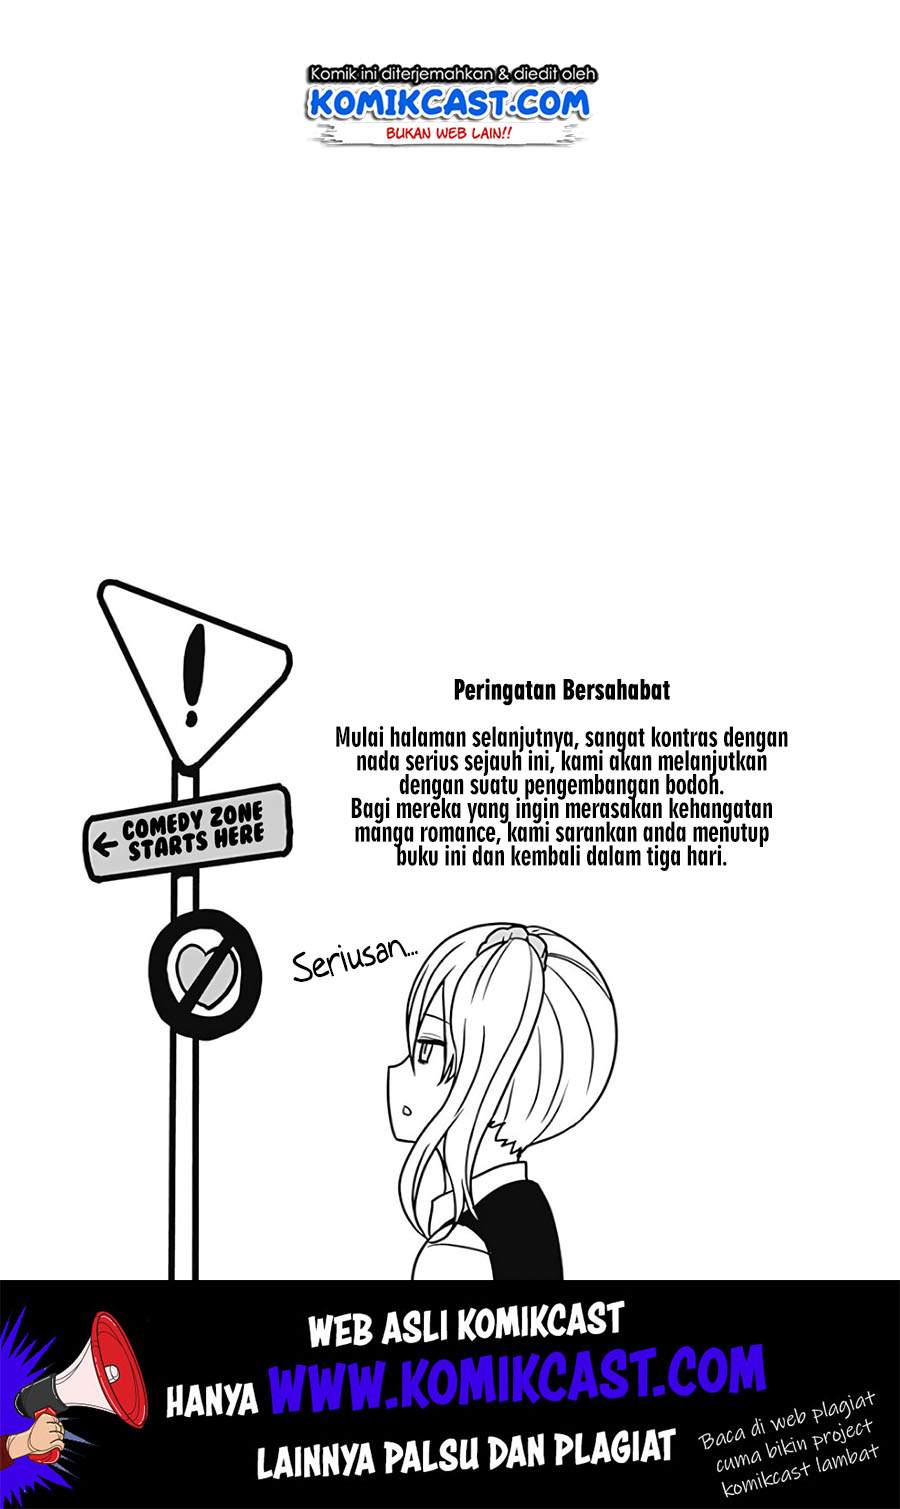 Komik ini diterjemahkan & diedit oleh
KOMIKCAST.COM
BUKAN WEB LAIN!!
Peringatan Bersahabat
Mulai halaman selanjutnya, sangat kontras dengan
nada serius sejauh ini, kami akan melanjutkan
dengan suatu pengembangan bodoh.
Bagi mereka yang ingin merasakan kehangatan
manga romance, kami sarankan anda menutup
buku ini dan kembali dalam tiga hari.
!
← COMEDY ZONE
STARTS HERE
Seriusan...
WEB ASLI KOMIKCAST
HANYA WWW.KOMIKCAST.COM
LAINNYA PALSU DAN PLAGIAT
Baca di web plagiat
cuma bikin project
komikcast lambat